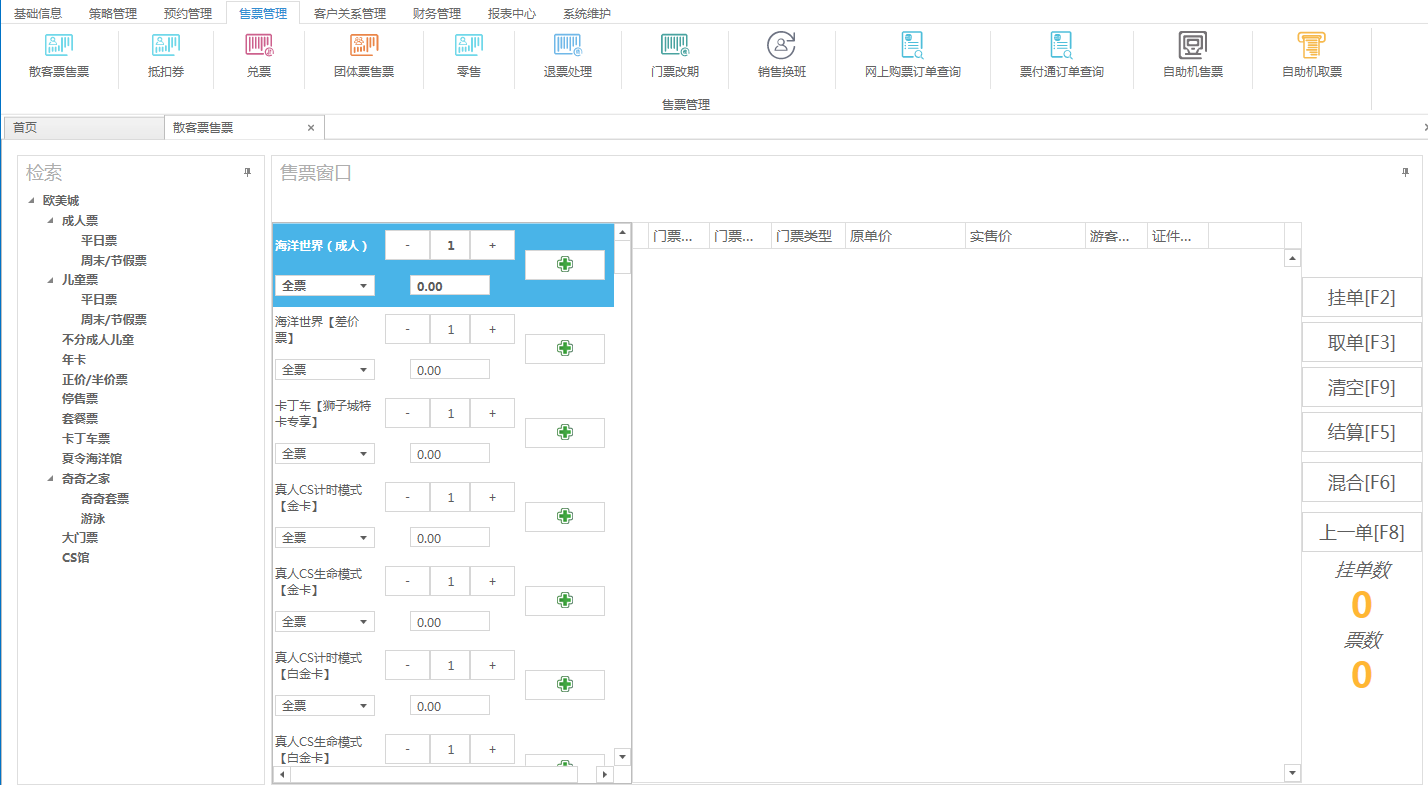 基础信息 策略管理 预约管理 售票管理 客户关系管理 财务管理 报表中心 系统维护
散客票售票 抵扣券 兑票 团体票售票 零售 退票处理 门票改期 销售换班 网上购票订单查询 票付通订单查询 自助机售票 自助机取票
售票管理
首页 散客票售票 ×
检索
欧美城
成人票
平日票
周末/节假票
儿童票
平日票
周末/节假票
不分成人儿童
年卡
正价/半价票
停售票
套餐票
卡丁车票
夏令海洋馆
奇奇之家
奇奇套票
游泳
大门票
CS馆
售票窗口
海洋世界（成人） - 1 +
全票 0.00
海洋世界【差价
票】 - 1 +
全票 0.00
卡丁车【狮子城特
卡专享】 - 1 +
全票 0.00
真人CS计时模式
【金卡】 - 1 +
全票 0.00
真人CS生命模式
【金卡】 - 1 +
全票 0.00
真人CS计时模式
【白金卡】 - 1 +
全票 0.00
真人CS生命模式
【白金卡】 - 1 +
门票... 门票... 门票类型 原单价 实售价 游客... 证件...
挂单[F2]
取单[F3]
清空[F9]
结算[F5]
混合[F6]
上一单[F8]
挂单数
0
票数
0